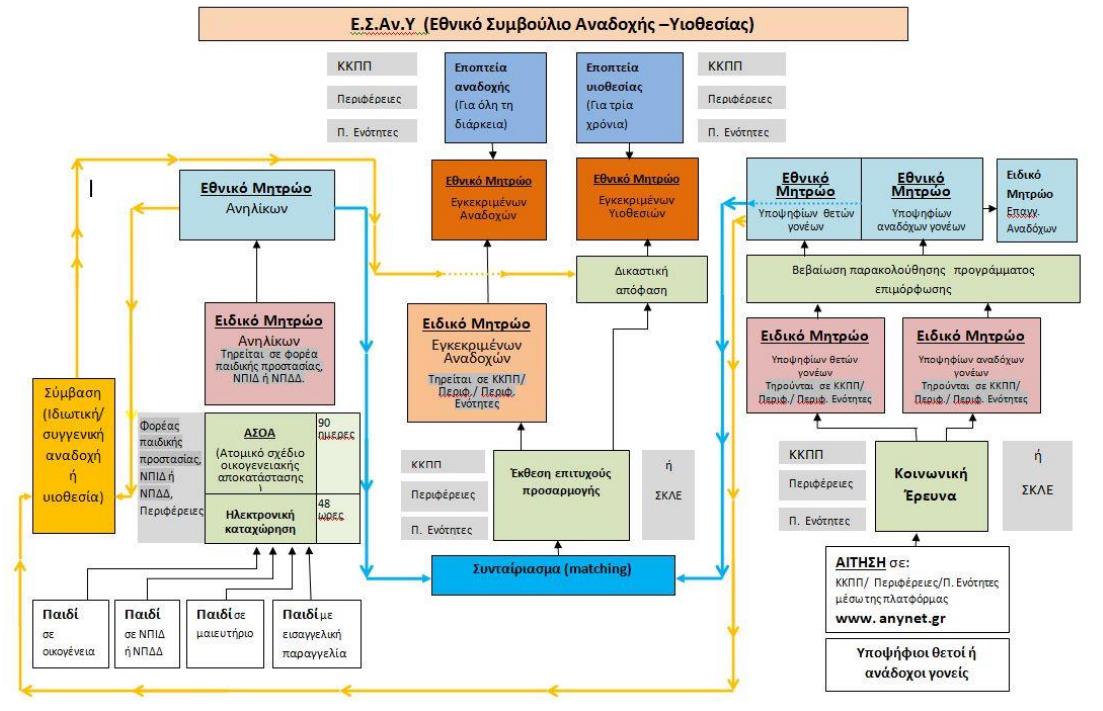 Ε.Σ.Αν.Υ (Εθνικό Συμβούλιο Αναδοχής –Υιοθεσίας)
ΚΚΠΠ
Περιφέρειες
Π. Ενότητες
Εποπτεία
αναδοχής
(Για όλη τη
διάρκεια)
Εποπτεία
υιοθεσίας
(Για τρία
χρόνια)
ΚΚΠΠ
Περιφέρειες
Π. Ενότητες
Εθνικό Μητρώο
Ανηλίκων
Εθνικό Μητρώο
Εγκεκριμένων
Αναδοχών
Εθνικό Μητρώο
Εγκεκριμένων
Υιοθεσιών
Εθνικό
Μητρώο
Υποψηφίων θετών
γονέων
Εθνικό
Μητρώο
Υποψηφίων
αναδόχων γονέων
Ειδικό
Μητρώο
Επαγγ.
Αναδόχων
Δικαστική
απόφαση
Βεβαίωση παρακολούθησης προγράμματος
επιμόρφωσης
Ειδικό Μητρώο
Ανηλίκων
Τηρείται σε φορέα
παιδικής προστασίας,
ΝΠΙΔ ή ΝΠΔΔ.
Ειδικό Μητρώο
Εγκεκριμένων
Αναδοχών
Τηρείται σε ΚΚΠΠ/
Περιφ./ Περιφ.
Ενότητες
Ειδικό Μητρώο
Υποψηφίων θετών
γονέων
Τηρούνται σε ΚΚΠΠ/
Περιφ./ Περιφ. Ενότητες
Ειδικό Μητρώο
Υποψηφίων αναδόχων
γονέων
Τηρούνται σε ΚΚΠΠ/
Περιφ./ Περιφ. Ενότητες
Σύμβαση
(Ιδιωτική/
συγγενική
αναδοχή
ή
υιοθεσία)
Φορέας
παιδικής
προστασίας,
ΝΠΙΔ ή
ΝΠΔΔ,
Περιφέρειες
ΑΣΟΑ
(Ατομικό σχέδιο
οικογενειακής
αποκατάστασης
)
90
ημερες
Ηλεκτρονική
καταχώρηση
48
ωρες
ΚΚΠΠ
Περιφέρειες
Π. Ενότητες
Έκθεση επιτυχούς
προσαρμογής
ή
ΣΚΛΕ
ΚΚΠΠ
Περιφέρειες
Π. Ενότητες
Κοινωνική
Έρευνα
ή
ΣΚΛΕ
Συνταίριασμα (matching)
Παιδί
σε
οικογένεια
Παιδί
σε ΝΠΙΔ
ή ΝΠΔΔ
Παιδί σε
μαιευτήριο
Παιδί με
εισαγγελική
παραγγελία
ΑΙΤΗΣΗ σε:
ΚΚΠΠ/ Περιφέρειες/Π. Ενότητες
μέσω της πλατφόρμας
www. anynet.gr
Υποψήφιοι θετοί ή
ανάδοχοι γονείς